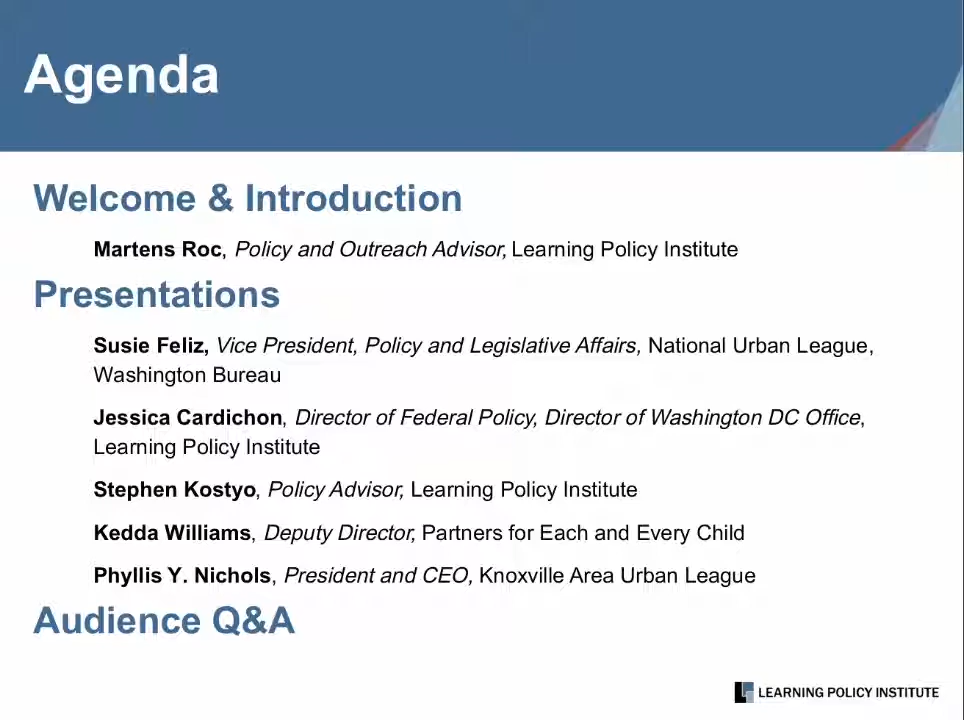 Agenda
Welcome & Introduction
Martens Roc, Policy and Outreach Advisor, Learning Policy Institute
Presentations
Susie Feliz, Vice President, Policy and Legislative Affairs, National Urban League,
Washington Bureau
Jessica Cardichon, Director of Federal Policy, Director of Washington DC Office,
Learning Policy Institute
Stephen Kostyo, Policy Advisor, Learning Policy Institute
Kedda Williams, Deputy Director, Partners for Each and Every Child
Phyllis Y. Nichols, President and CEO, Knoxville Area Urban League
Audience Q&A
LEARNING POLICY INSTITUTE